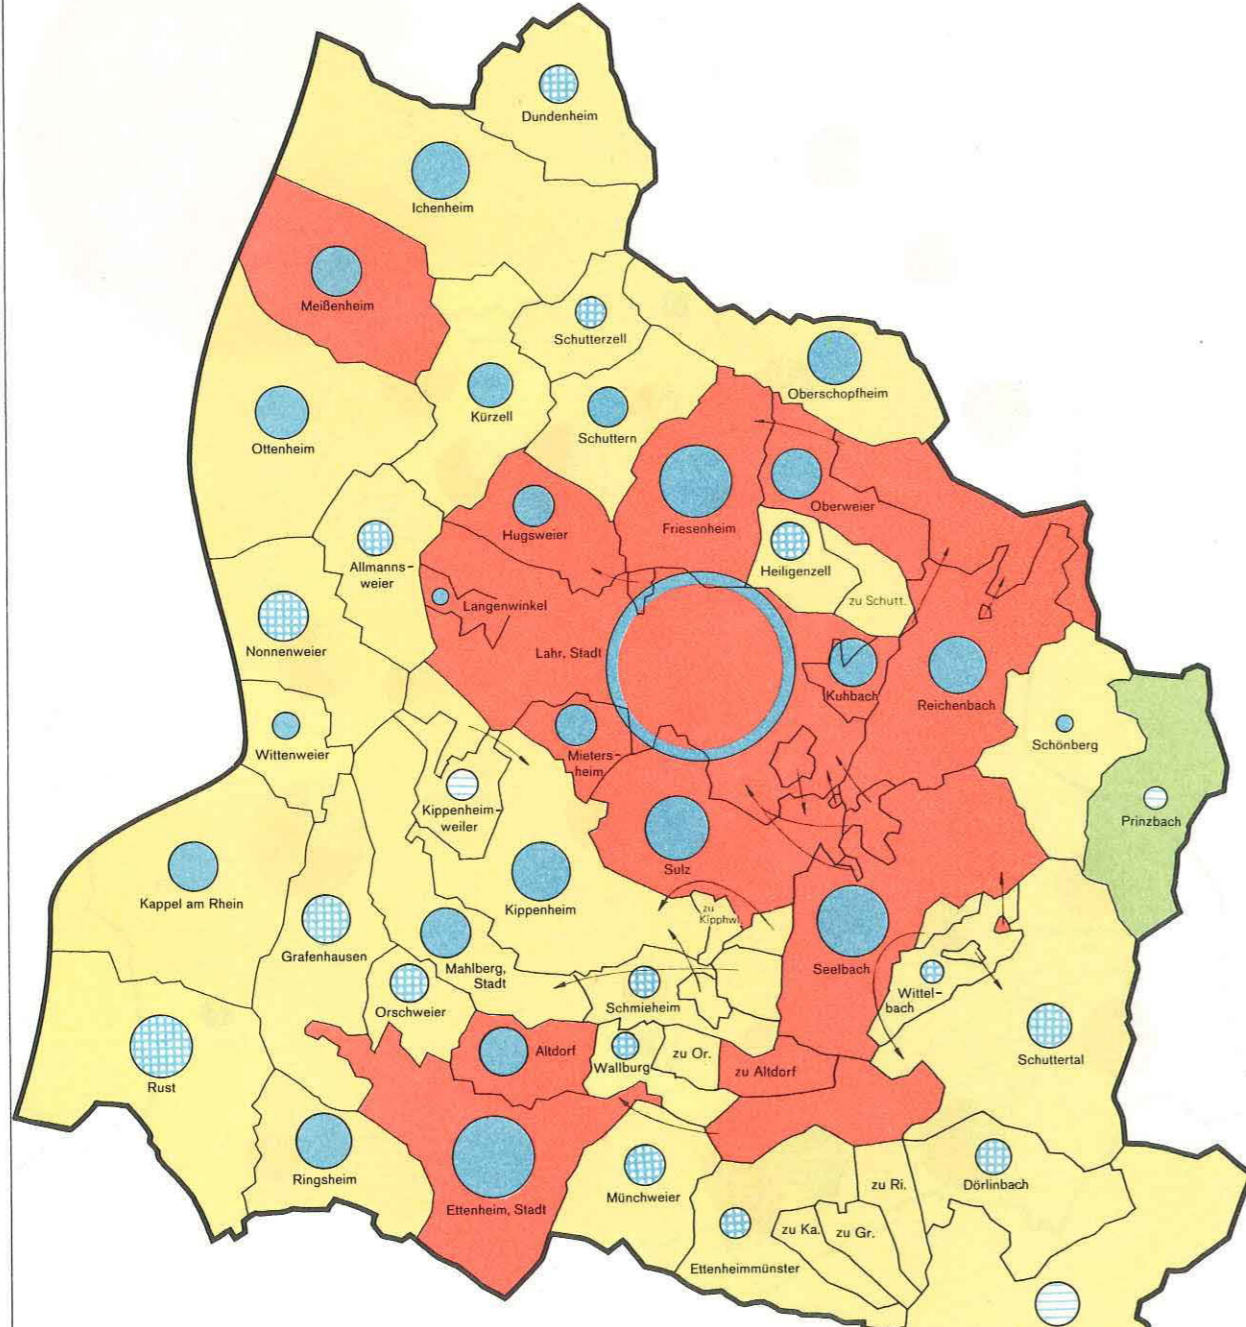 Dundenheim
Ichenheim
Meißenheim
Schutterzell
Oberschopfheim
Kürzell
Schuttern
Ottenheim
Friesenheim
Oberweier
Hugsweier
Allmanns-
weier
Heiligenzell
zu Schutt.
Langenwinkel
Nonnenweier
Lahr, Stadt
Kuhbach
Reichenbach
Schönberg
Wittenweier
Mieters-
heim
Kippenheim-
weiler
Prinzbach
Sulz
Kappel am Rhein
Kippenheim
zu
Kipphwl.
Grafenhausen
Mahlberg,
Stadt
Seelbach
Orschweier
Schmieheim
Wittel-
bach
Altdorf
Wallburg
zu Or.
zu Altdorf
Schuttertal
Rust
Ringsheim
Ettenheim, Stadt
Münchweier
zu Ri.
Dörlinbach
zu Ka.
zu Gr.
Ettenheimmünster